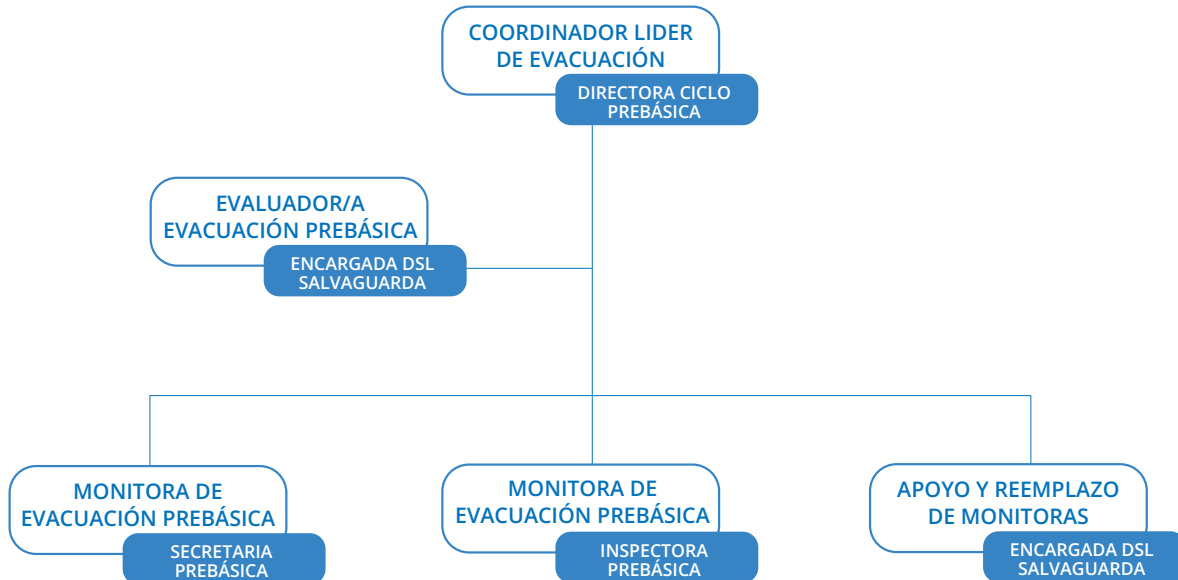 COORDINADOR LIDER
DE EVACUACIÓN
DIRECTORA CICLO
PREBÁSICA
EVALUADOR/A
EVACUACIÓN PREBÁSICA
ENCARGADA DSL
SALVAGUARDA
MONITORA DE
EVACUACIÓN PREBÁSICA
SECRETARIA
PREBÁSICA
MONITORA DE
EVACUACIÓN PREBÁSICA
INSPECTORA
PREBÁSICA
APOYO Y REEMPLAZO
DE MONITORAS
ENCARGADA DSL
SALVAGUARDA